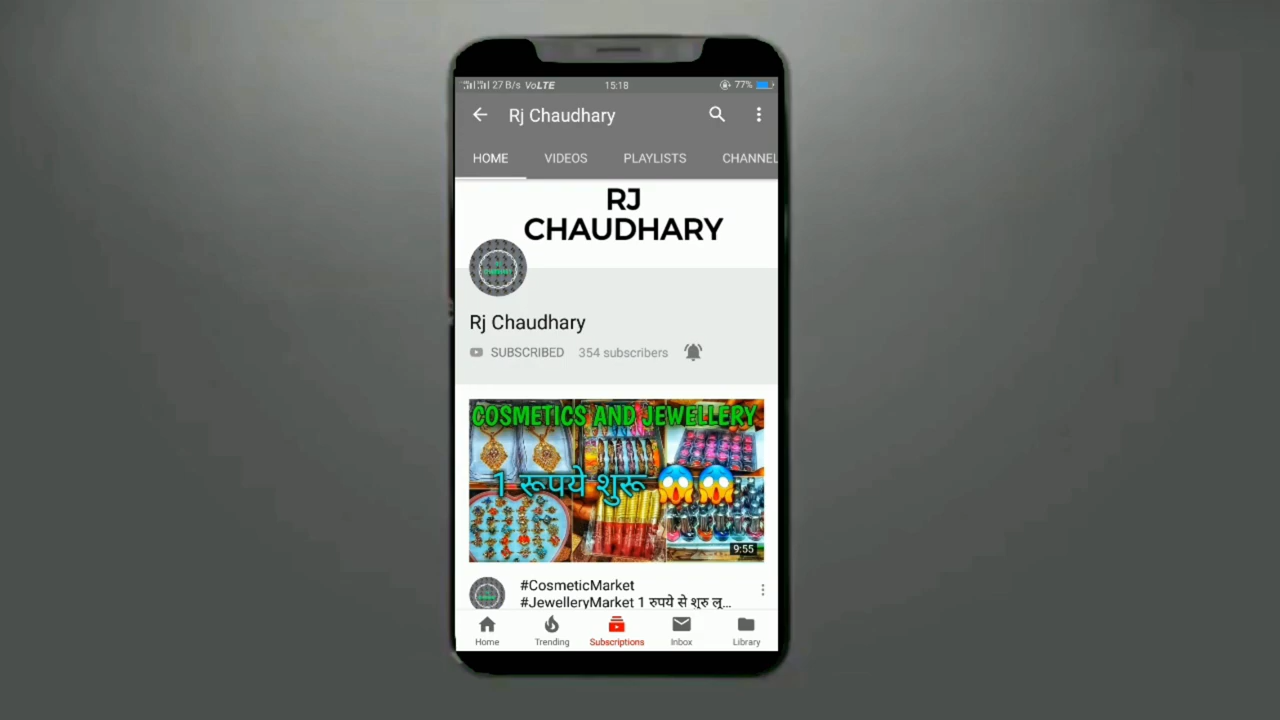 27 B/s VoLTE 15:18 77%
Rj Chaudhary
HOME VIDEOS PLAYLISTS CHANNEL
RJ
CHAUDHARY
Rj Chaudhary
SUBSCRIBED 354 subscribers
COSMETICS AND JEWELLERY
1 रूपये शुरू
9:55
#CosmeticMarket
#JewelleryMarket 1 रुपये से शुरु लू...
Home Trending Subscriptions Inbox Library